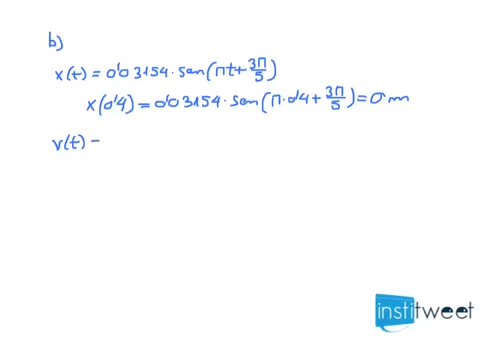 b)
x(t) = 0'03154 · sen(πt + 3π/5)
x(0'4) = 0'03154 · sen(π · 0'4 + 3π/5) = 0 m
v(t) =
institweet